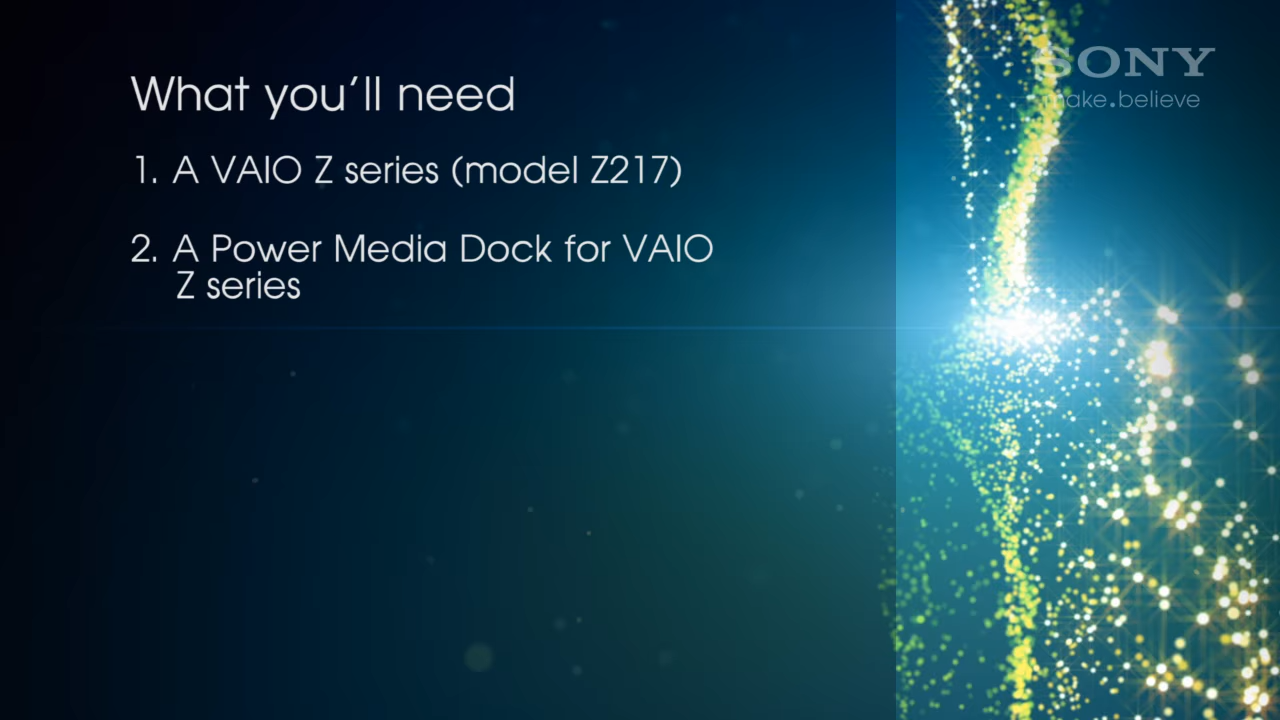 SONY
make.believe
What you'll need
1. A VAIO Z series (model Z217)
2. A Power Media Dock for VAIO
Z series